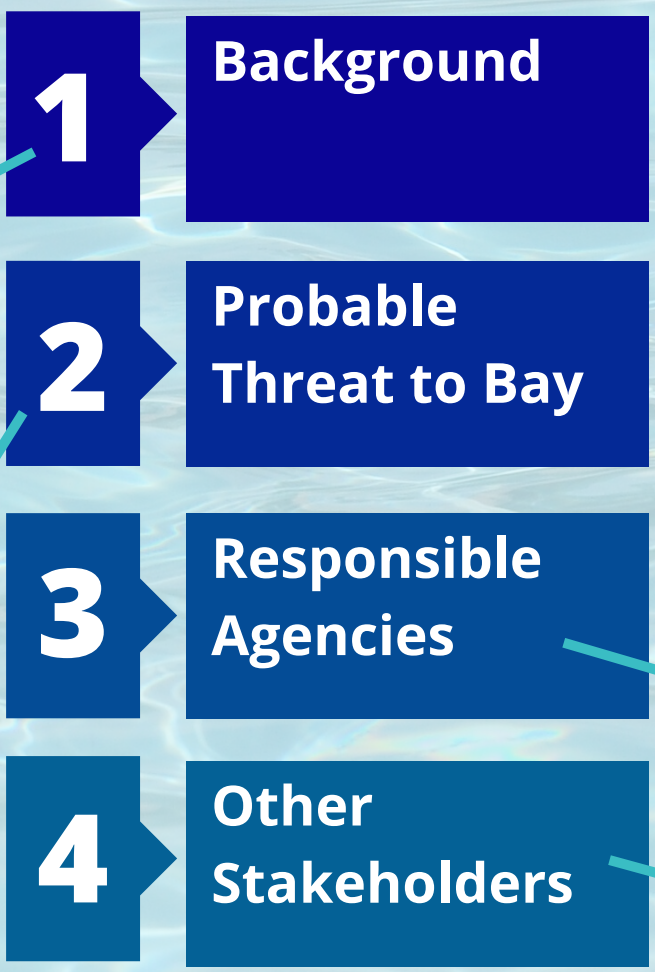 1
Background
2
Probable
Threat to Bay
3
Responsible
Agencies
4
Other
Stakeholders